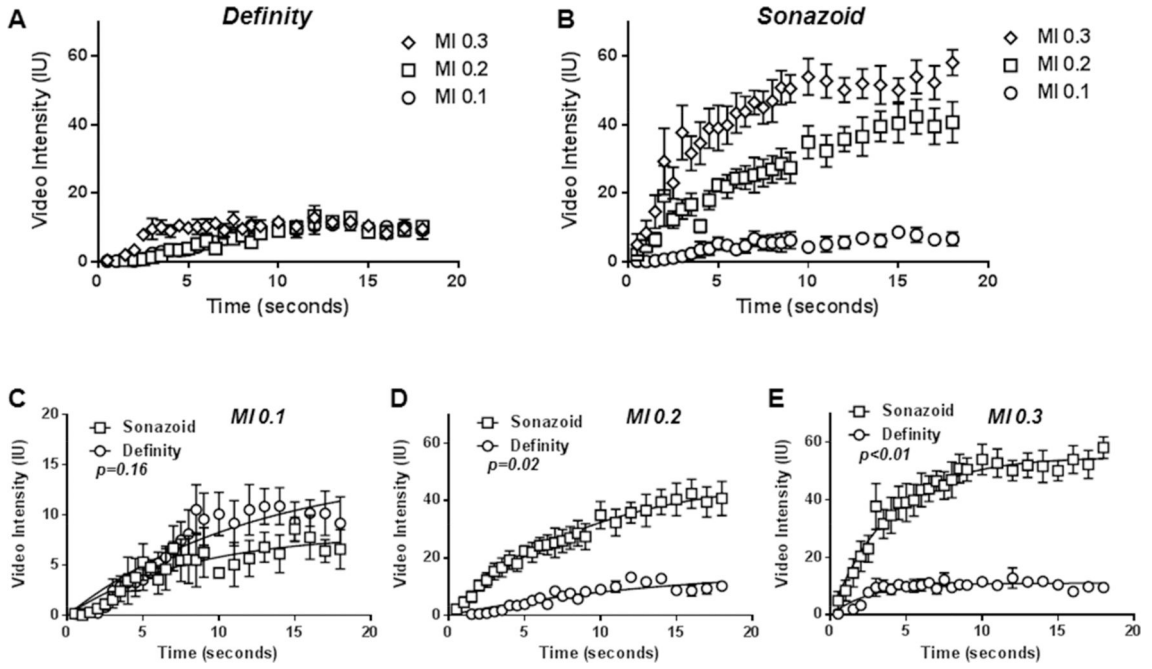 A
Definity
MI 0.3
MI 0.2
MI 0.1
Video Intensity (IU)
60
40
20
0
0 5 10 15 20
Time (seconds)
B
Sonazoid
MI 0.3
MI 0.2
MI 0.1
Video Intensity (IU)
60
40
20
0
0 5 10 15 20
Time (seconds)
C
MI 0.1
Sonazoid
Definity
p=0.16
Video Intensity (IU)
20
15
10
5
0
0 5 10 15 20
Time (seconds)
D
MI 0.2
Sonazoid
Definity
p=0.02
Video Intensity (IU)
60
40
20
0
0 5 10 15 20
Time (seconds)
E
MI 0.3
Sonazoid
Definity
p<0.01
Video Intensity (IU)
60
40
20
0
0 5 10 15 20
Time (seconds)